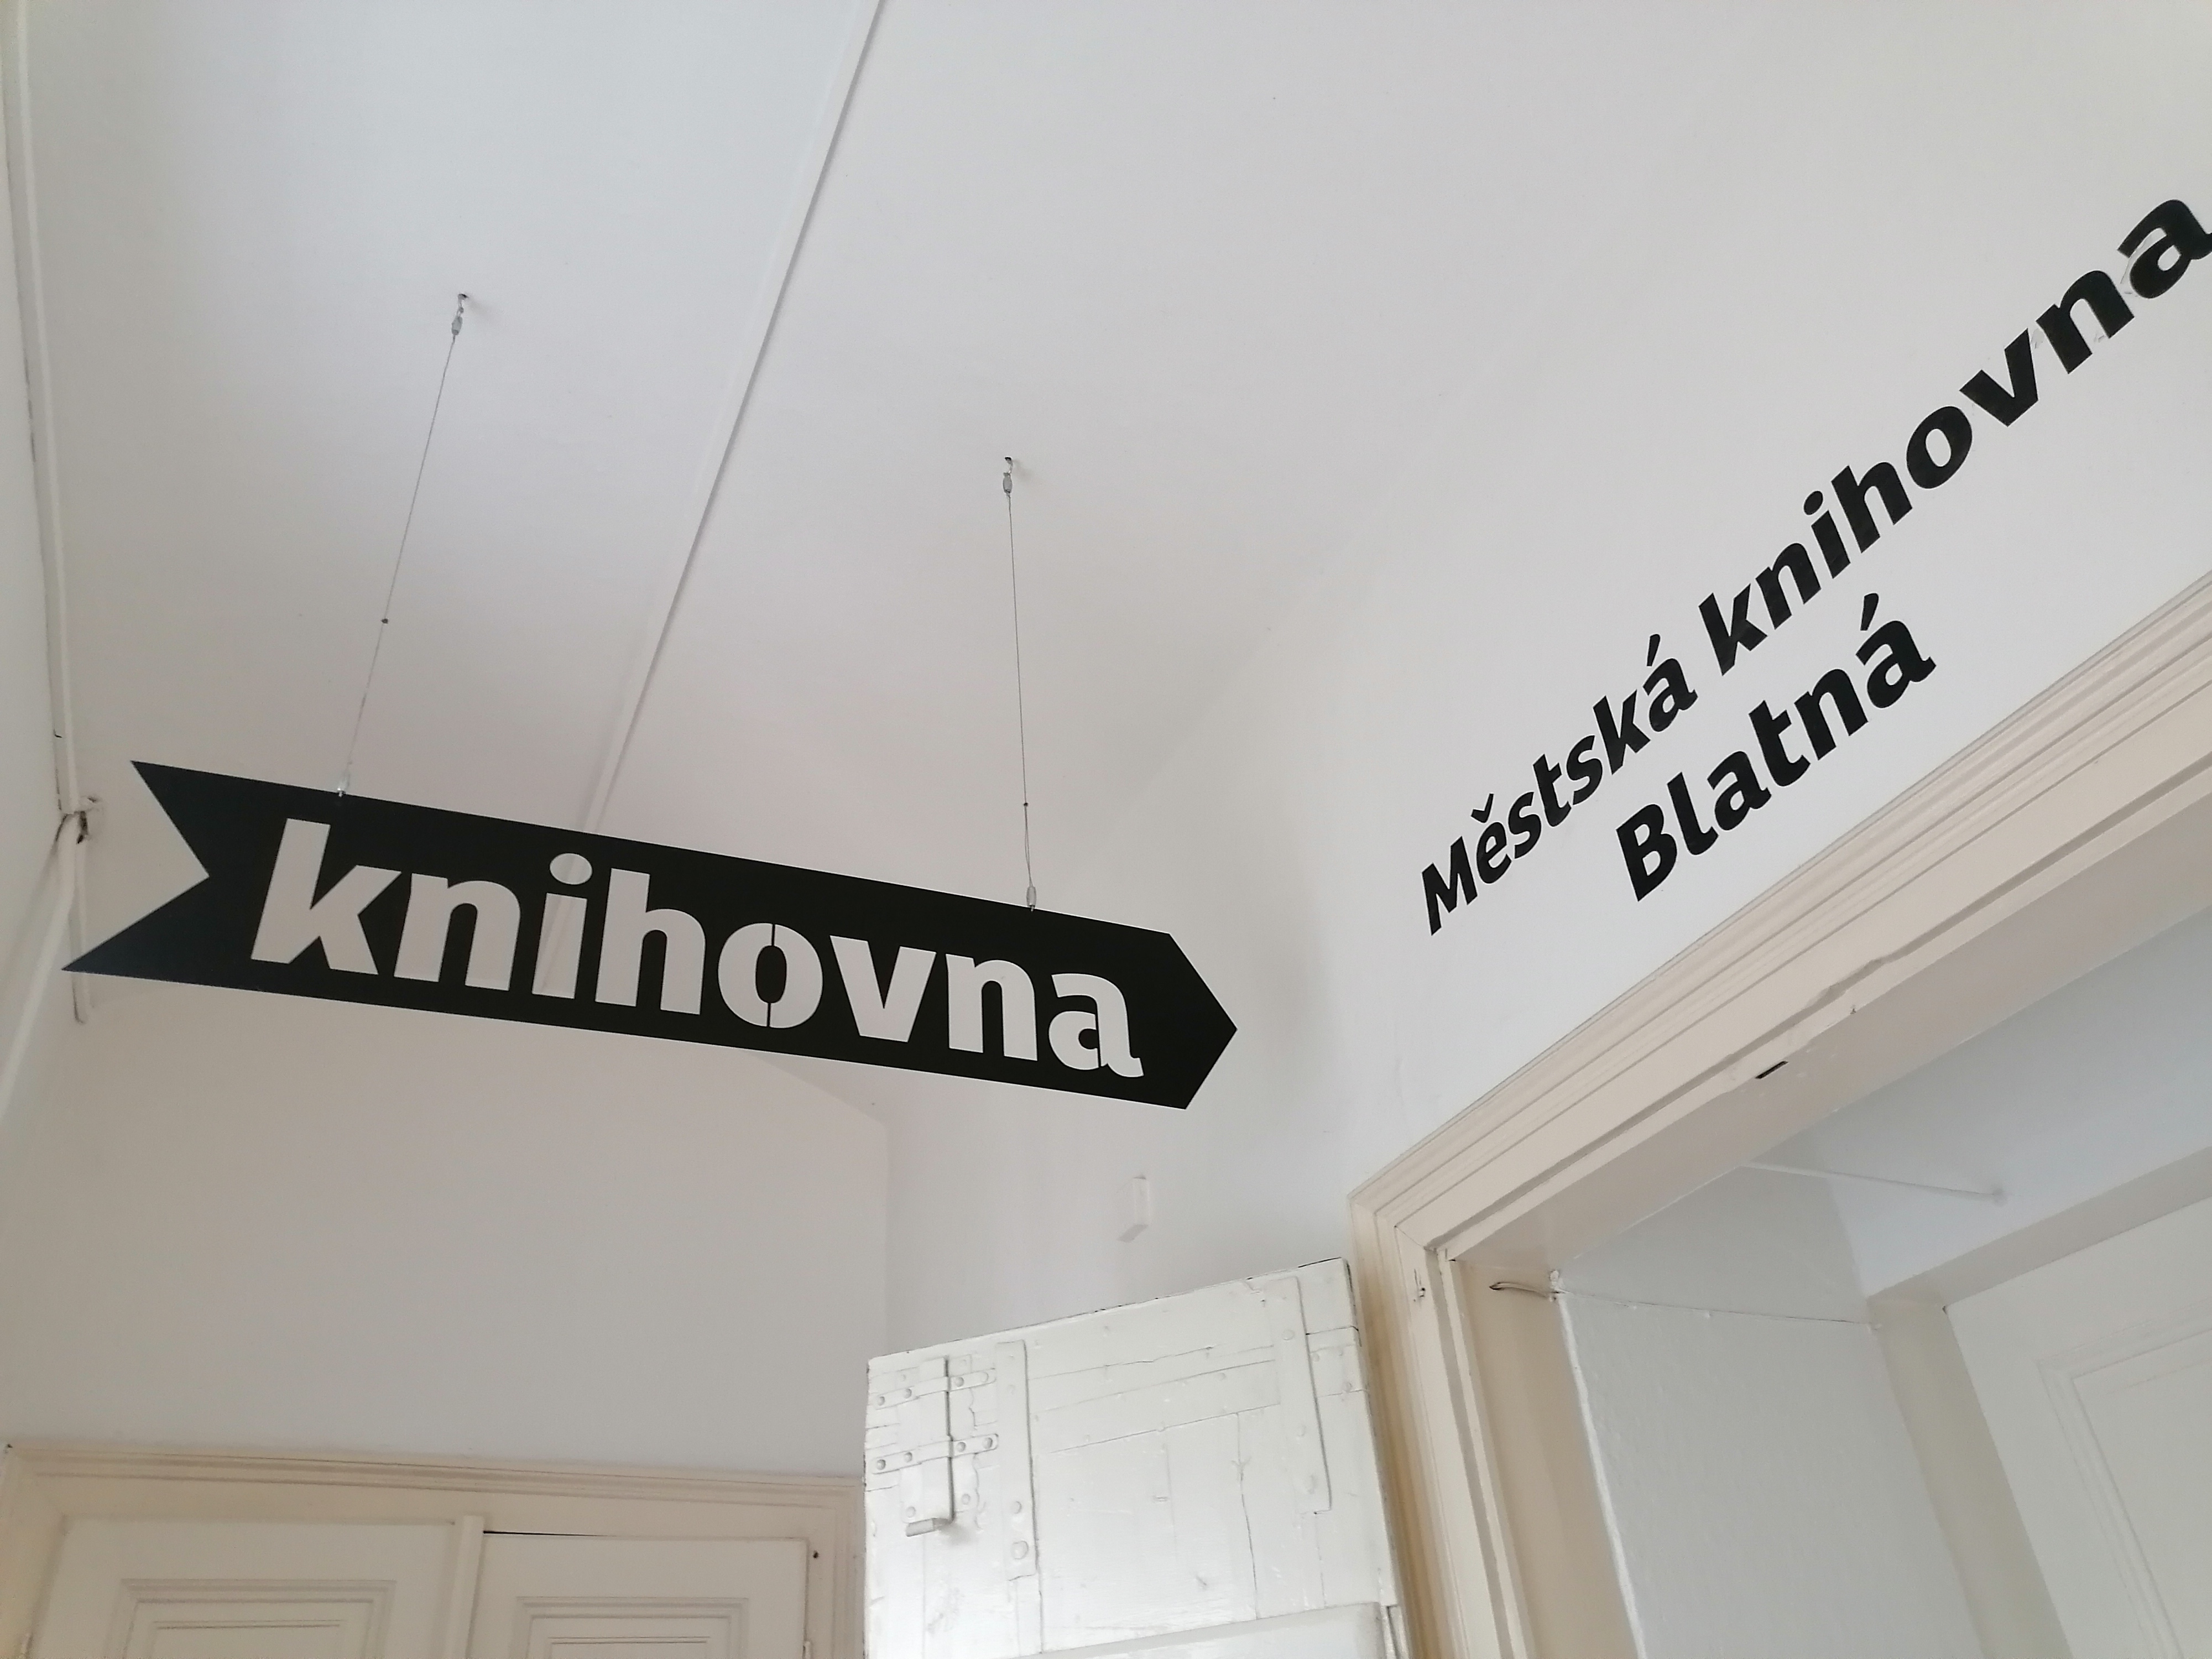 knihovna
Městská knihovna
Blatná